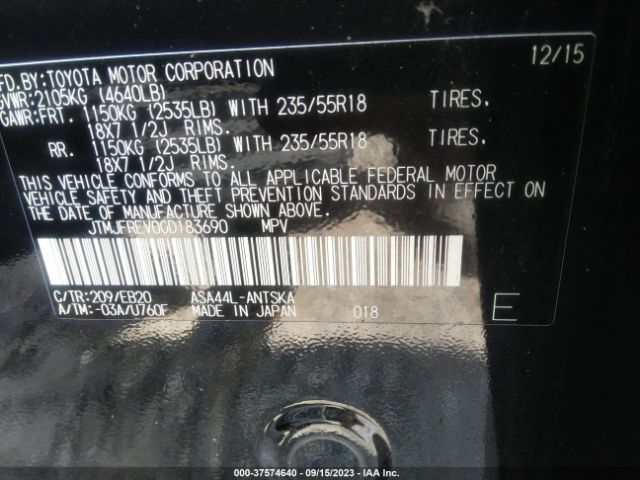 12/15
FD.BY:TOYOTA MOTOR CORPORATION
GVWR:2105KG (4640LB)
GAWR:FRT. 1150KG (2535LB) WITH 235/55R18 TIRES.
18X7 1/2J RIMS.
RR. 1150KG (2535LB) WITH 235/55R18 TIRES.
18X7 1/2J RIMS.
THIS VEHICLE CONFORMS TO ALL APPLICABLE FEDERAL MOTOR
VEHICLE SAFETY AND THEFT PREVENTION STANDARDS IN EFFECT ON
THE DATE OF MANUFACTURE SHOWN ABOVE.
JTMJFREV0GD183690 MPV
C/TR:209/EB20 ASA44L-ANTSKA
A/TM:-03A/U760F MADE IN JAPAN 018 E
000-37574640 - 09/15/2023 - IAA Inc.